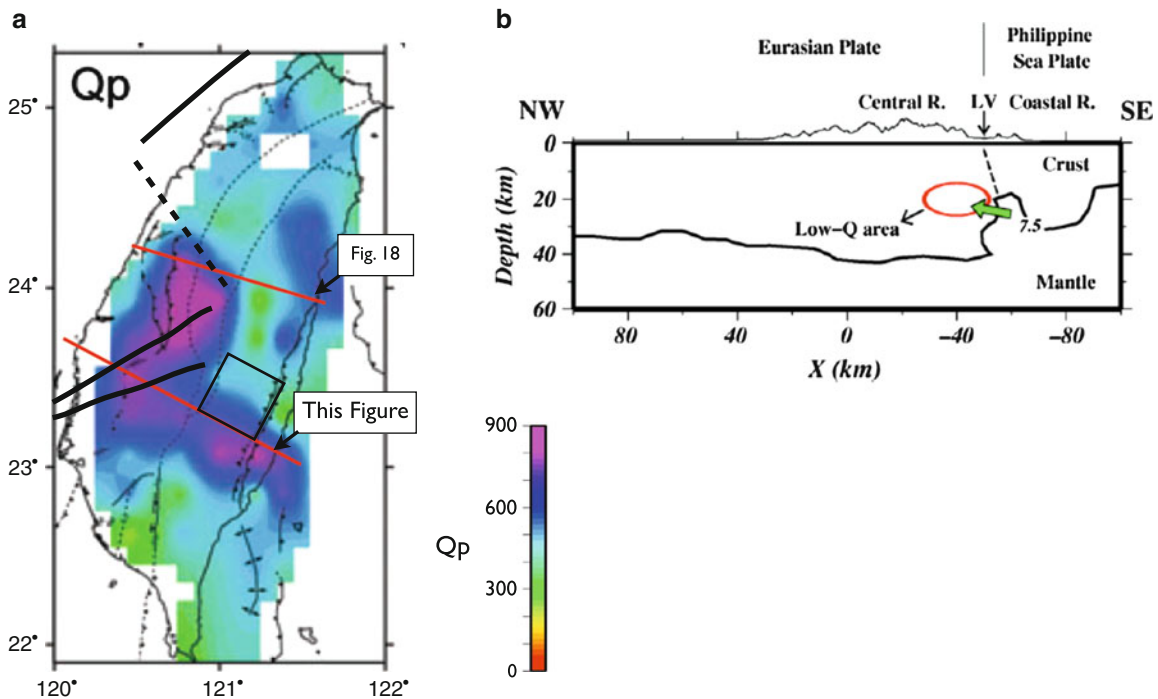 a
Qp
25°
24°
23°
22°
120°
121°
122°
Fig. 18
This Figure
b
Eurasian Plate
Philippine
Sea Plate
NW
Central R.
LV
Coastal R.
SE
0
20
40
60
Depth (km)
Crust
Low-Q area
7.5
Mantle
80
40
0
-40
-80
X (km)
900
600
300
0
Qp